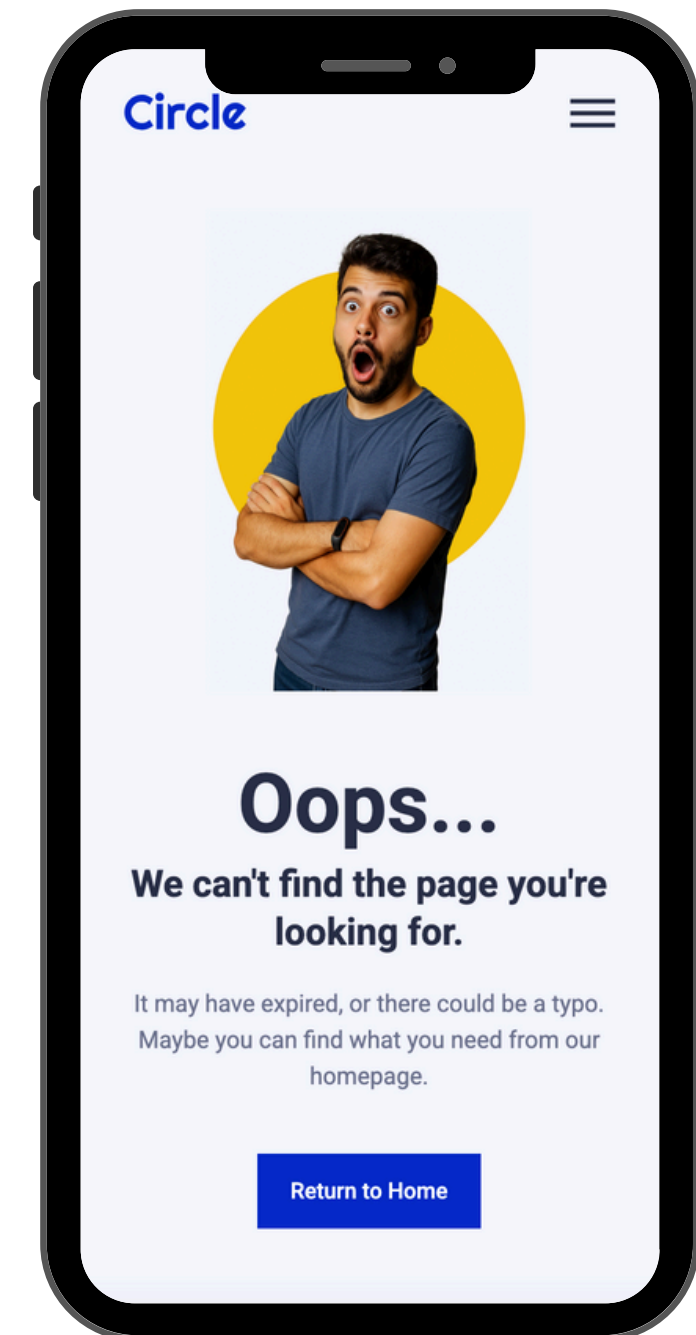 Circle
Oops...
We can't find the page you're
looking for.
It may have expired, or there could be a typo.
Maybe you can find what you need from our
homepage.
Return to Home